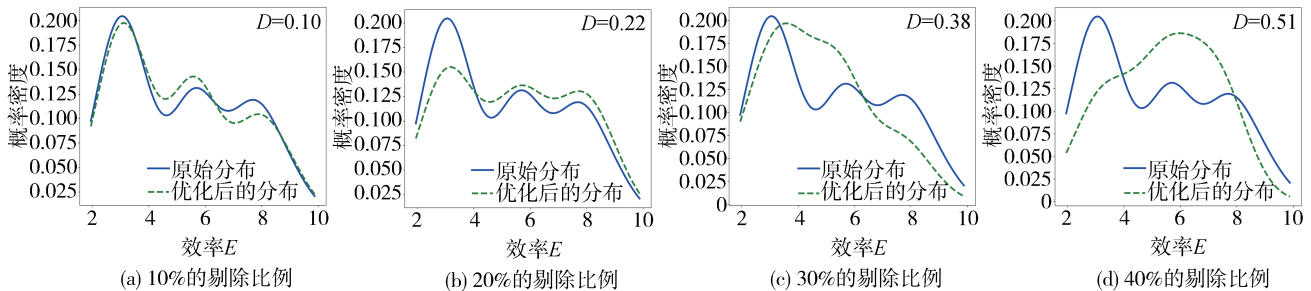 概率密度
0.200
0.175
0.150
0.125
0.100
0.075
0.050
0.025
D=0.10
原始分布
优化后的分布
2 4 6 8 10
效率E
(a) 10%的剔除比例
概率密度
0.200
0.175
0.150
0.125
0.100
0.075
0.050
0.025
D=0.22
原始分布
优化后的分布
2 4 6 8 10
效率E
(b) 20%的剔除比例
概率密度
0.200
0.175
0.150
0.125
0.100
0.075
0.050
0.025
0
D=0.38
原始分布
优化后的分布
2 4 6 8 10
效率E
(c) 30%的剔除比例
概率密度
0.200
0.175
0.150
0.125
0.100
0.075
0.050
0.025
0
D=0.51
原始分布
优化后的分布
2 4 6 8 10
效率E
(d) 40%的剔除比例